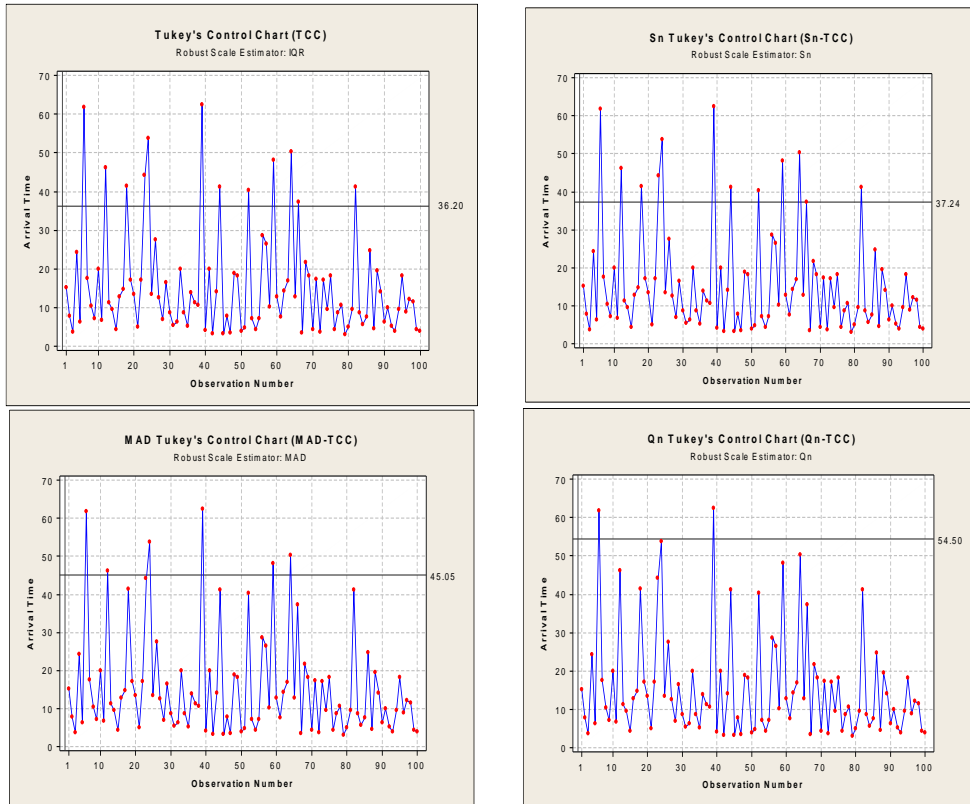 Tukey's Control Chart (TCC)
Robust Scale Estimator: IQR
70
60
50
40
30
20
10
0
Arrival Time
36.20
1 10 20 30 40 50 60 70 80 90 100
Observation Number
Sn Tukey's Control Chart (Sn-TCC)
Robust Scale Estimator: Sn
70
60
50
40
30
20
10
0
Arrival Time
37.24
1 10 20 30 40 50 60 70 80 90 100
Observation Number
MAD Tukey's Control Chart (MAD-TCC)
Robust Scale Estimator: MAD
70
60
50
40
30
20
10
0
Arrival Time
45.05
1 10 20 30 40 50 60 70 80 90 100
Observation Number
Qn Tukey's Control Chart (Qn-TCC)
Robust Scale Estimator: Qn
70
60
50
40
30
20
10
0
Arrival Time
54.50
1 10 20 30 40 50 60 70 80 90 100
Observation Number